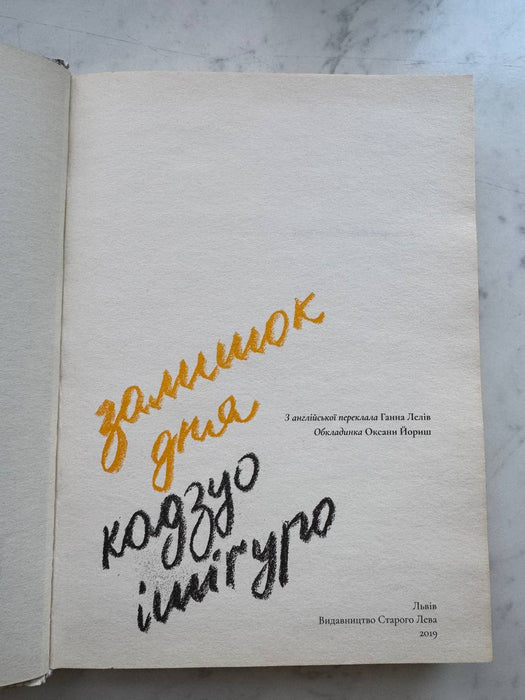 залишок
дня
З англійської переклала Ганна Лелів
Обкладинка Оксани Йориш
кадзуо
ішіґуро
Львів
Видавництво Старого Лева
2019